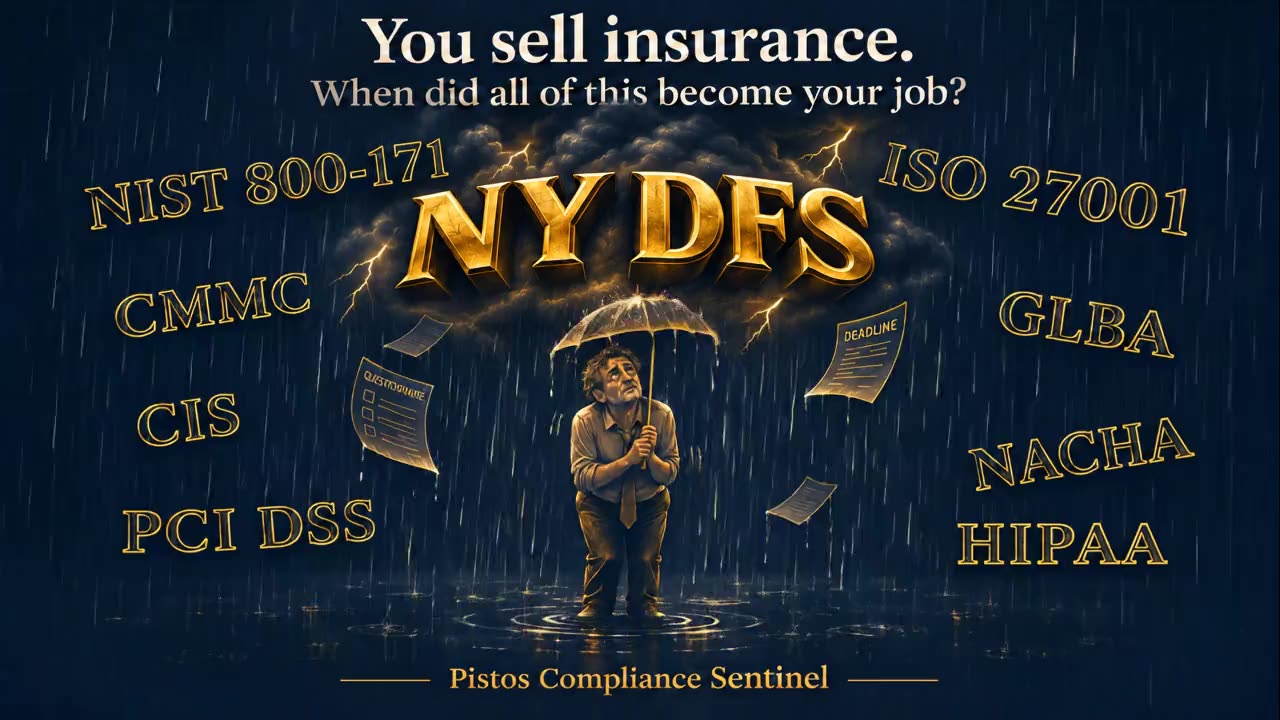 You sell insurance.
When did all of this become your job?
NIST 800-171
NY DFS
ISO 27001
CMMC
GLBA
DEADLINE
QUESTIONNAIRE
CIS
NACHA
PCI DSS
HIPAA
Pistos Compliance Sentinel